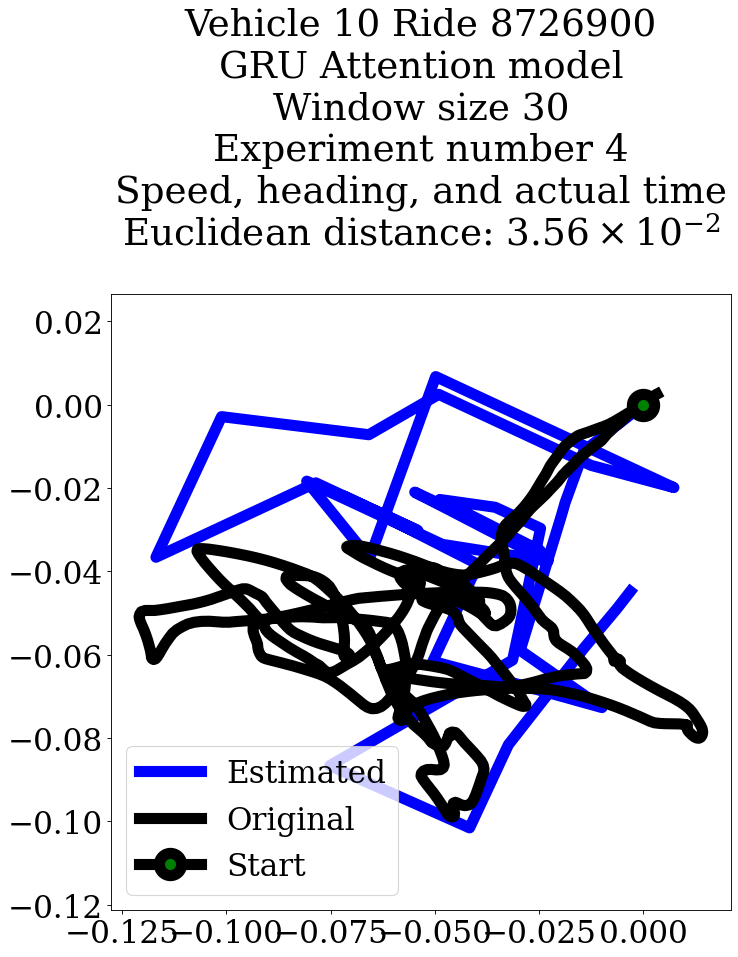 Vehicle 10 Ride 8726900
GRU Attention model
Window size 30
Experiment number 4
Speed, heading, and actual time
Euclidean distance: 3.56 × 10⁻²
0.02
0.00
−0.02
−0.04
−0.06
−0.08
−0.10
−0.12
Estimated
Original
Start
−0.125 −0.100 −0.075 −0.050 −0.025 0.000